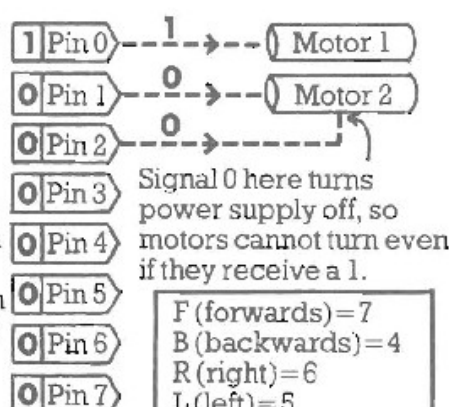 1 Pin 0 1 Motor 1
0 Pin 1 0 Motor 2
0 Pin 2 0
0 Pin 3
0 Pin 4
0 Pin 5
0 Pin 6
0 Pin 7
Signal 0 here turns
power supply off, so
motors cannot turn even
if they receive a 1.
F (forwards)=7
B (backwards)=4
R (right)=6
L (left)=5